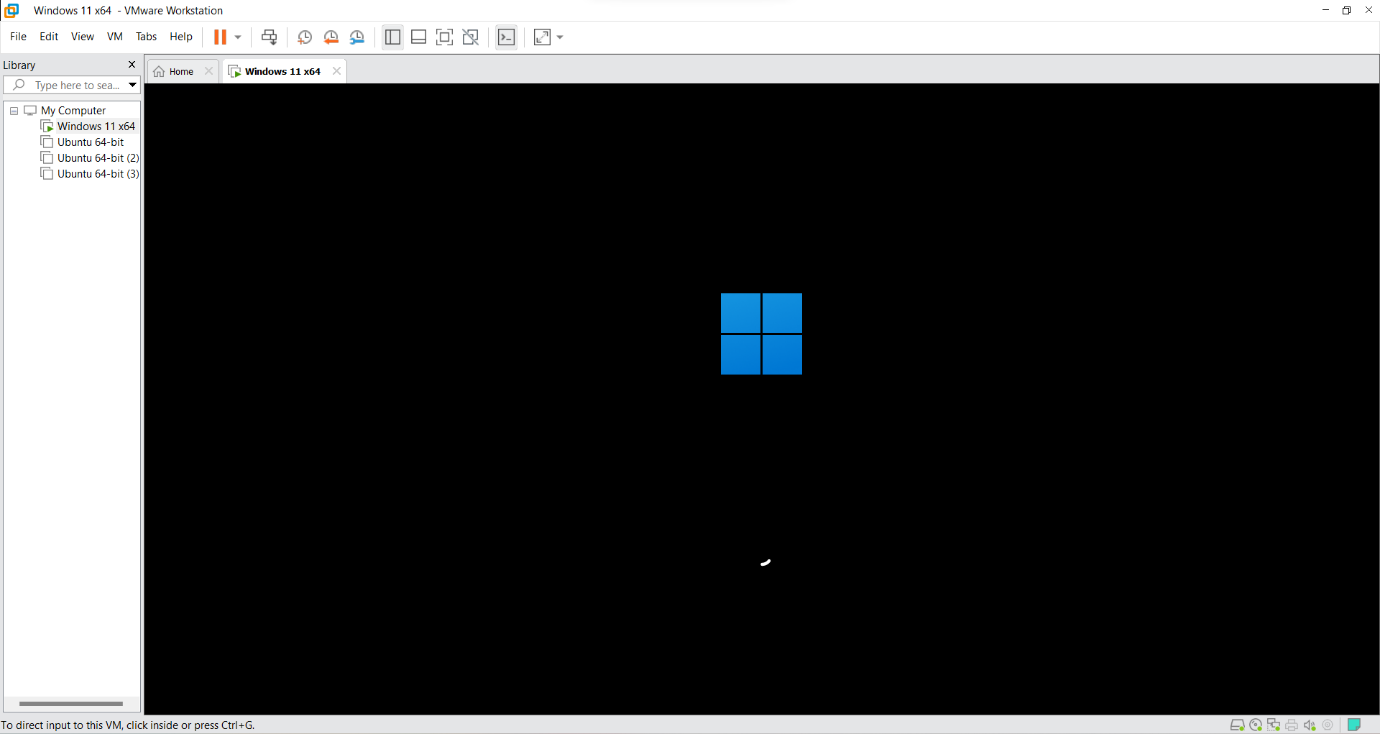 Windows 11 x64 - VMware Workstation
File Edit View VM Tabs Help
Library
Type here to sea...
Home
Windows 11 x64
My Computer
Windows 11 x64
Ubuntu 64-bit
Ubuntu 64-bit (2)
Ubuntu 64-bit (3)
To direct input to this VM, click inside or press Ctrl+G.